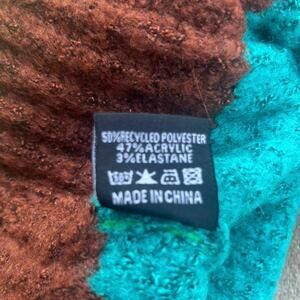 50%RECYCLED POLYESTER
47%ACRYLIC
3%ELASTANE
MADE IN CHINA